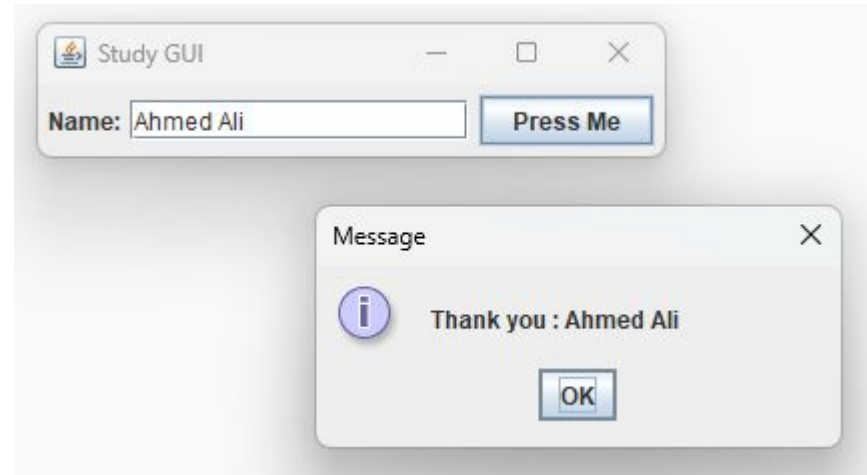 Study GUI
Name: Ahmed Ali Press Me
Message
i
Thank you : Ahmed Ali
OK